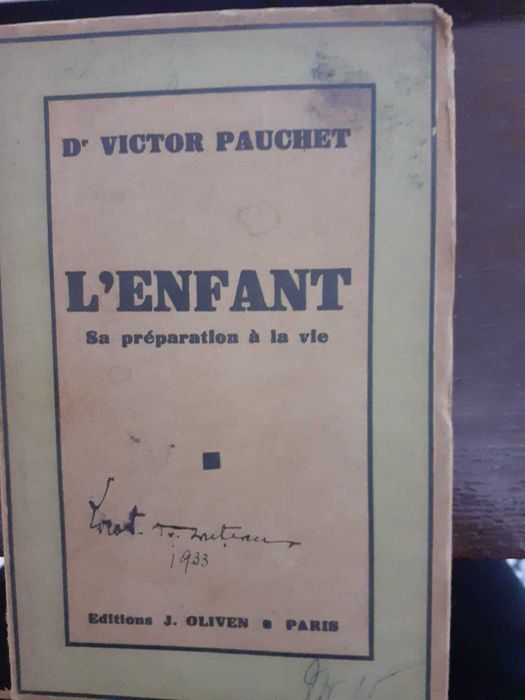 Dr VICTOR PAUCHET
L'ENFANT
Sa préparation à la vie
1933
Editions J. OLIVEN PARIS